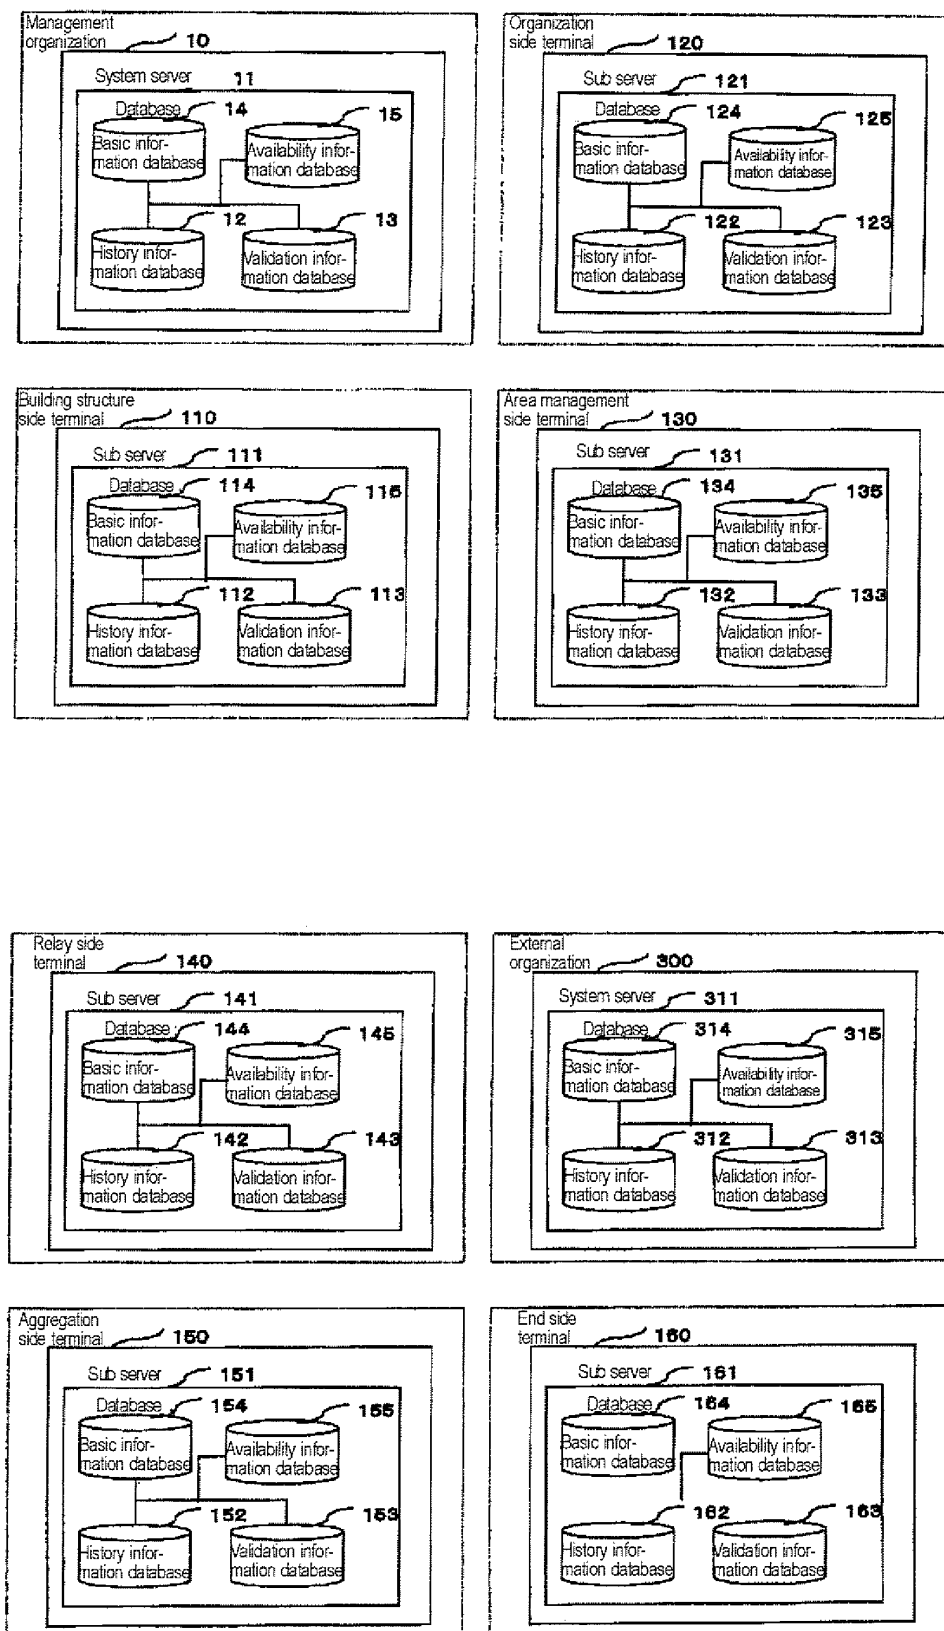 Management
organization 10
System server 11
Database 14 15
Basic infor-
mation database
Availability infor-
mation database
12 13
History infor-
mation database
Validation infor-
mation database
Organization
side terminal 120
Sub server 121
Database 124 125
Basic infor-
mation database
Availability infor-
mation database
122 123
History infor-
mation database
Validation infor-
mation database
Building structure
side terminal 110
Sub server 111
Database 114 115
Basic infor-
mation database
Availability infor-
mation database
112 113
History infor-
mation database
Validation infor-
mation database
Area management
side terminal 130
Sub server 131
Database 134 135
Basic infor-
mation database
Availability infor-
mation database
132 133
History infor-
mation database
Validation infor-
mation database
Relay side
terminal 140
Sub server 141
Database 144 145
Basic infor-
mation database
Availability infor-
mation database
142 143
History infor-
mation database
Validation infor-
mation database
External
organization 300
System server 311
Database 314 315
Basic infor-
mation database
Availability infor-
mation database
312 313
History infor-
mation database
Validation infor-
mation database
Aggregation
side terminal 150
Sub server 151
Database 154 155
Basic infor-
mation database
Availability infor-
mation database
152 153
History infor-
mation database
Validation infor-
mation database
End side
terminal 160
Sub server 161
Database 164 165
Basic infor-
mation database
Availability infor-
mation database
162 163
History infor-
mation database
Validation infor-
mation database